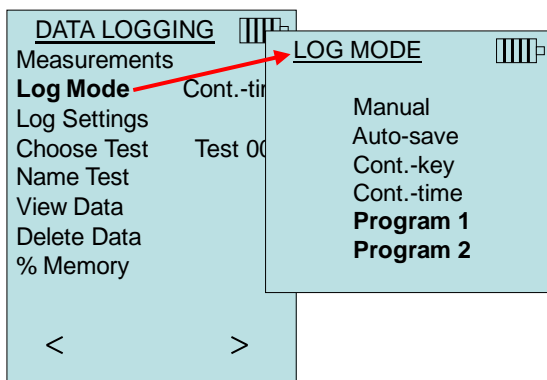 DATA LOGGING
Measurements
Log Mode
Log Settings
Choose Test Test
Name Test
View Data
Delete Data
% Memory
< >
LOG MODE
Manual
Auto-save
Cont.-key
Cont.-time
Program 1
Program 2